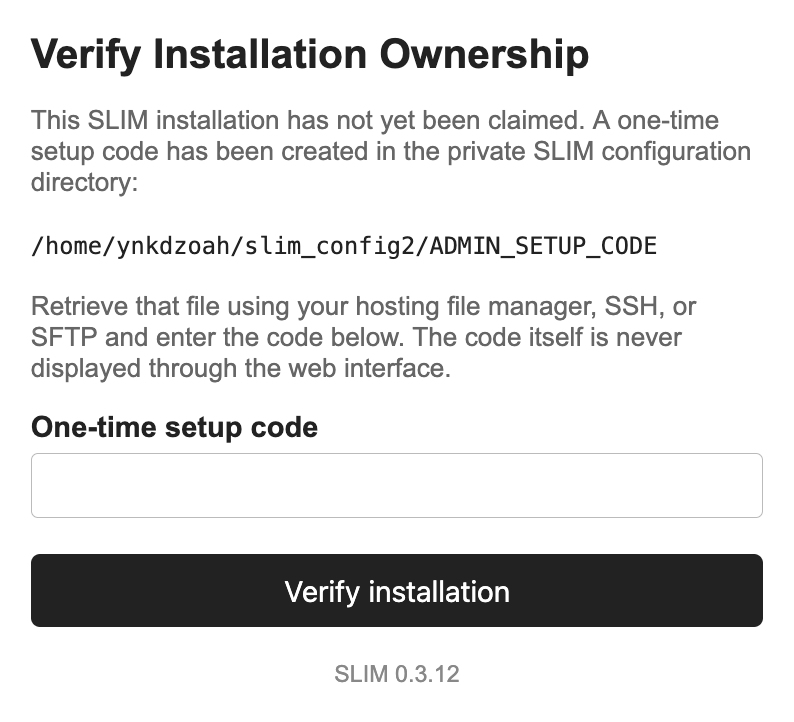 Verify Installation Ownership
This SLIM installation has not yet been claimed. A one-time
setup code has been created in the private SLIM configuration
directory:
/home/ynkdzoah/slim_config2/ADMIN_SETUP_CODE
Retrieve that file using your hosting file manager, SSH, or
SFTP and enter the code below. The code itself is never
displayed through the web interface.
One-time setup code
Verify installation
SLIM 0.3.12